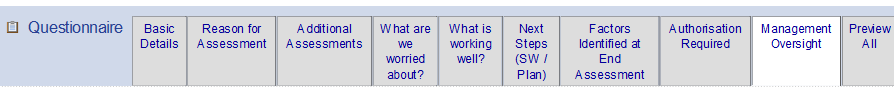 Questionnaire
Basic
Details
Reason for
Assessment
Additional
Assessments
What are
we
worried
about?
What is
working
well?
Next
Steps
(SW /
Plan)
Factors
Identified at
End
Assessment
Authorisation
Required
Management
Oversight
Preview
All